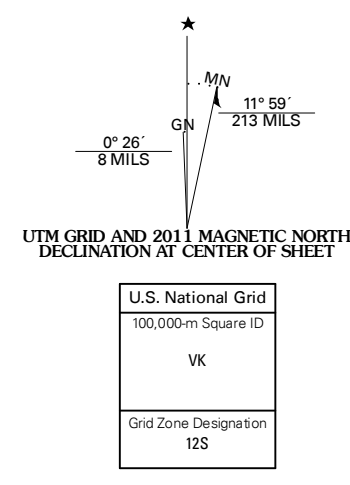 ★
MN
11° 59´
213 MILS
GN
0° 26´
8 MILS
UTM GRID AND 2011 MAGNETIC NORTH
DECLINATION AT CENTER OF SHEET
U.S. National Grid
100,000-m Square ID
VK
Grid Zone Designation
12S